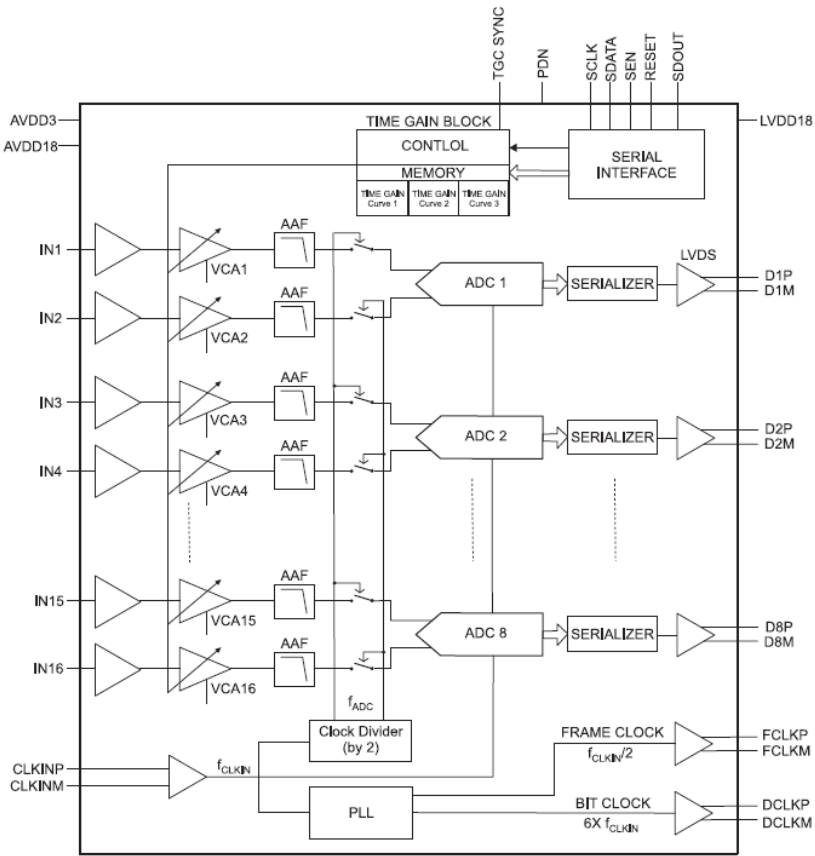 TGC SYNC
PDN
SCLK
SDATA
SEN
RESET
SDOUT
AVDD3
AVDD18
LVDD18
TIME GAIN BLOCK
CONTLOL
MEMORY
TIME GAIN
Curve 1
TIME GAIN
Curve 2
TIME GAIN
Curve 3
SERIAL
INTERFACE
IN1
VCA1
AAF
ADC 1
SERIALIZER
LVDS
D1P
D1M
IN2
VCA2
AAF
IN3
VCA3
AAF
ADC 2
SERIALIZER
D2P
D2M
IN4
VCA4
AAF
IN15
VCA15
AAF
ADC 8
SERIALIZER
D8P
D8M
IN16
VCA16
AAF
fADC
Clock Divider
(by 2)
CLKINP
CLKINM
fCLKIN
PLL
FRAME CLOCK
fCLKIN/2
FCLKP
FCLKM
BIT CLOCK
6X fCLKIN
DCLKP
DCLKM